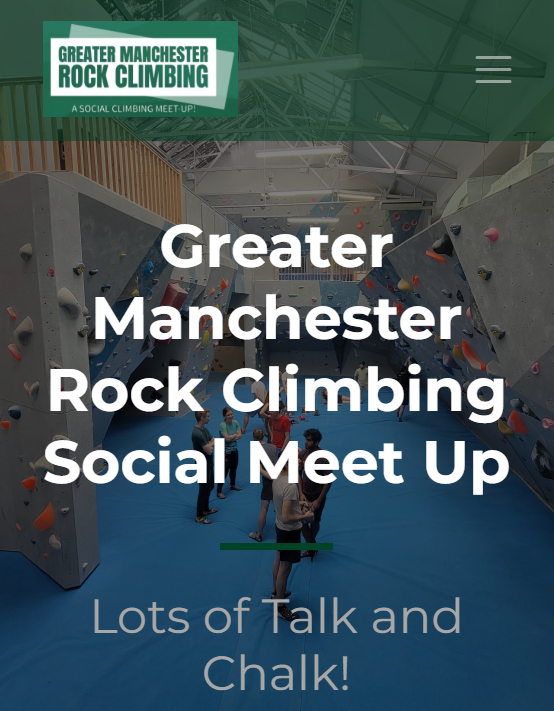 GREATER MANCHESTER
ROCK CLIMBING
A SOCIAL CLIMBING MEET UP!
Greater
Manchester
Rock Climbing
Social Meet Up
Lots of Talk and
Chalk!